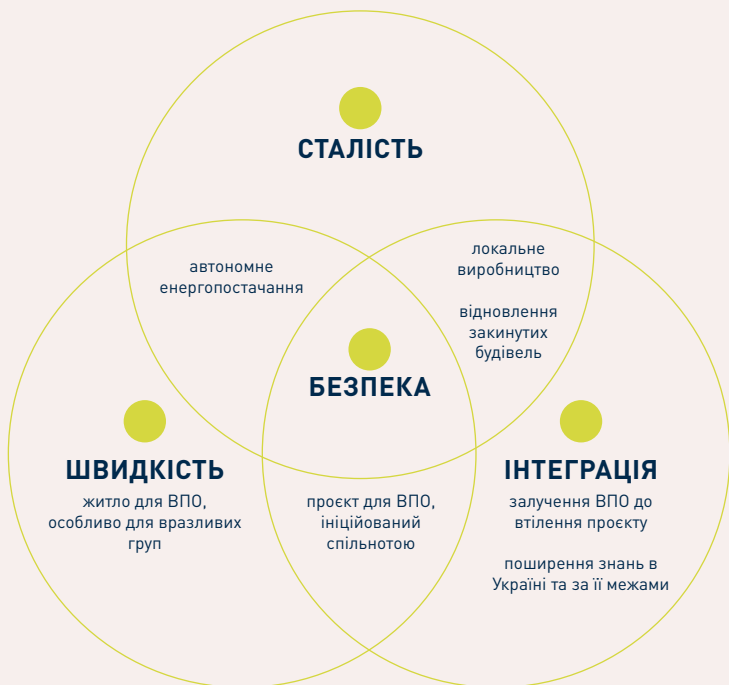 СТАЛІСТЬ
автономне
енергопостачання
локальне
виробництво
відновлення
закинутих
будівель
БЕЗПЕКА
ШВИДКІСТЬ
житло для ВПО,
особливо для вразливих
груп
проєкт для ВПО,
ініційований
спільнотою
ІНТЕГРАЦІЯ
залучення ВПО до
втілення проєкту
поширення знань в
Україні та за її межами